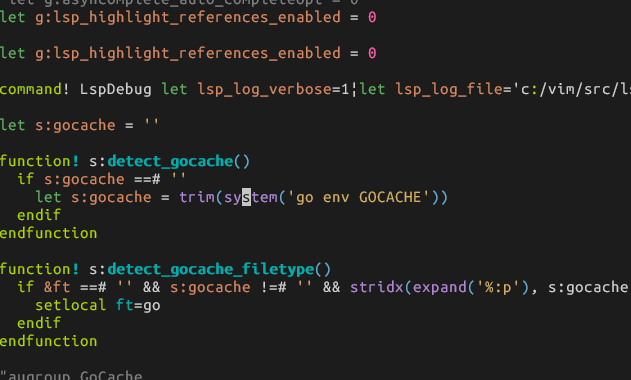 " let g:asyncomplete_auto_completeopt = 0
let g:lsp_highlight_references_enabled = 0
let g:lsp_highlight_references_enabled = 0
command! LspDebug let lsp_log_verbose=1¦let lsp_log_file='c:/vim/src/ls
let s:gocache = ''
function! s:detect_gocache()
  if s:gocache ==# ''
    let s:gocache = trim(system('go env GOCACHE'))
  endif
endfunction
function! s:detect_gocache_filetype()
  if &ft ==# '' && s:gocache !=# '' && stridx(expand('%:p'), s:gocache
    setlocal ft=go
  endif
endfunction
"augroup GoCache